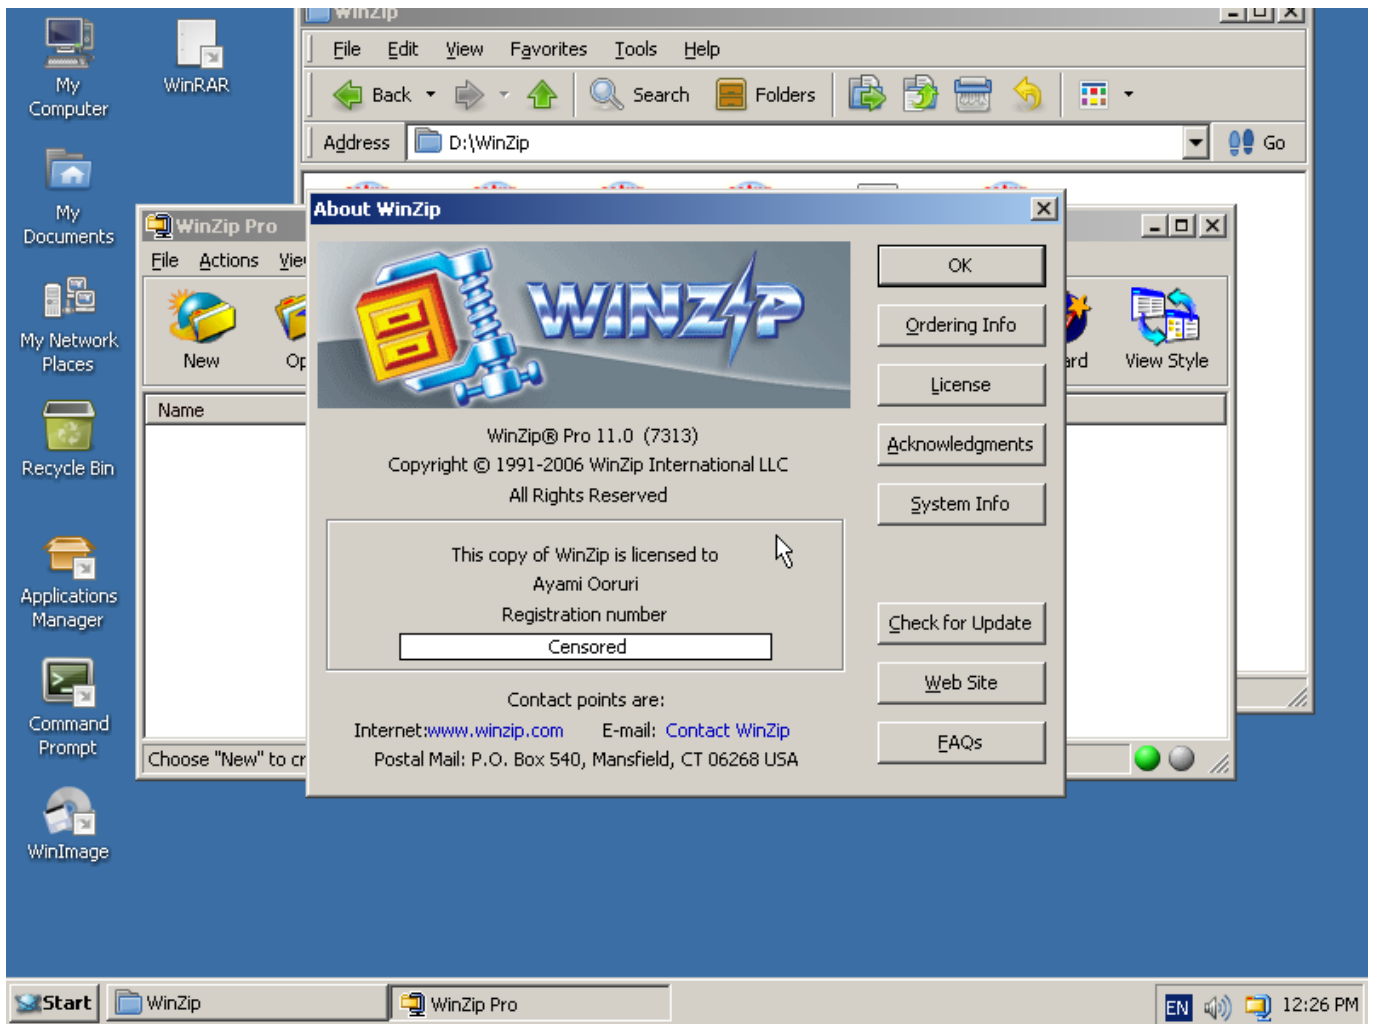 WinZip
File Edit View Favorites Tools Help
Back Search Folders
Address D:\WinZip Go
My Computer
WinRAR
My Documents
My Network Places
Recycle Bin
Applications Manager
Command Prompt
WinImage
WinZip Pro
File Actions Vie
New Op ard View Style
Name
Choose "New" to cr
About WinZip
WINZIP
WinZip® Pro 11.0 (7313)
Copyright © 1991-2006 WinZip International LLC
All Rights Reserved
This copy of WinZip is licensed to
Ayami Ooruri
Registration number
Censored
Contact points are:
Internet:www.winzip.com E-mail: Contact WinZip
Postal Mail: P.O. Box 540, Mansfield, CT 06268 USA
OK
Ordering Info
License
Acknowledgments
System Info
Check for Update
Web Site
FAQs
Start WinZip WinZip Pro EN 12:26 PM